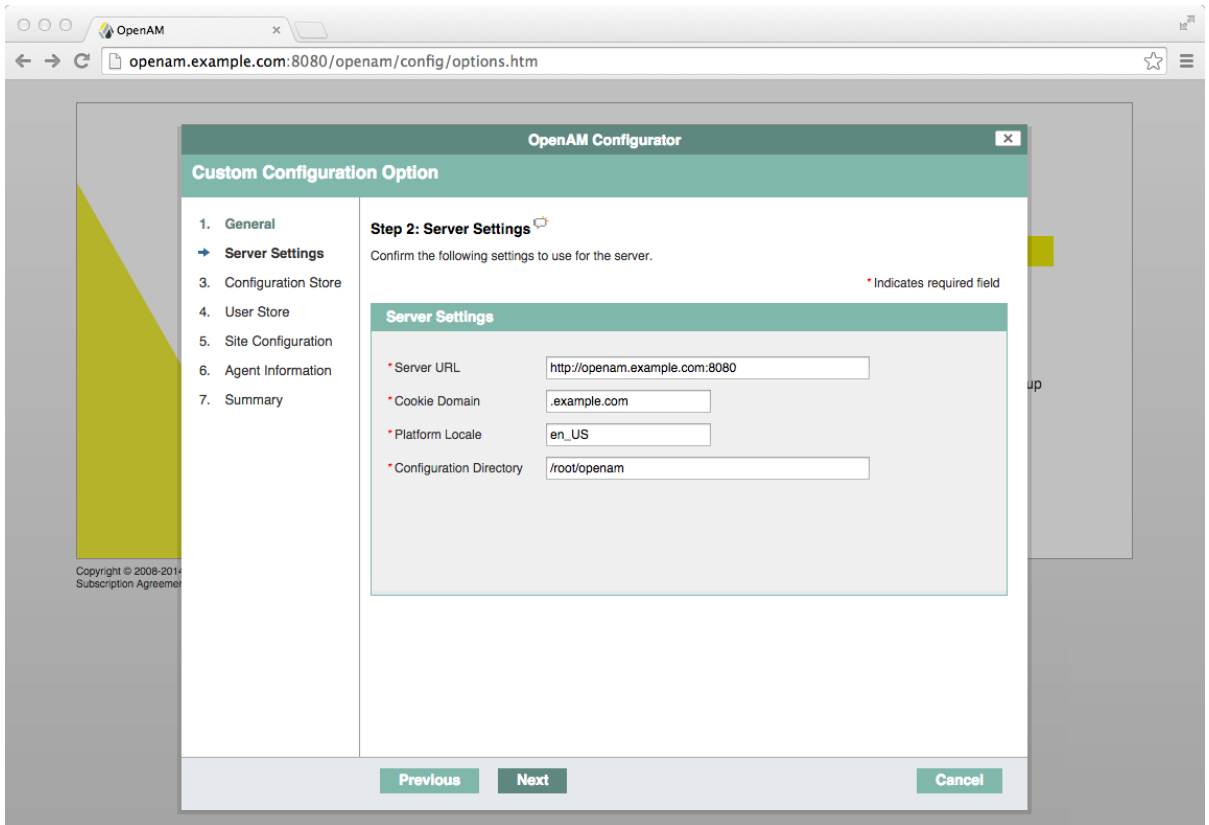 OpenAM
openam.example.com:8080/openam/config/options.htm
OpenAM Configurator
Custom Configuration Option
1. General
Server Settings
3. Configuration Store
4. User Store
5. Site Configuration
6. Agent Information
7. Summary
Step 2: Server Settings
Confirm the following settings to use for the server.
* Indicates required field
Server Settings
* Server URL http://openam.example.com:8080
* Cookie Domain .example.com
* Platform Locale en_US
* Configuration Directory /root/openam
up
Copyright © 2008-2014
Subscription
Previous Next Cancel